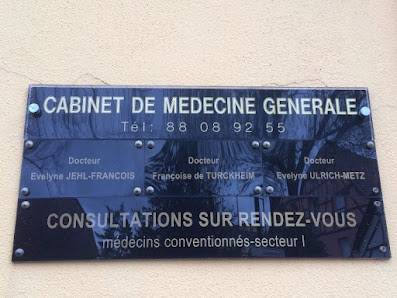 CABINET DE MEDECINE GENERALE
Tél: 88 08 92 55
Docteur
Evelyne JEHL-FRANCOIS
Docteur
Françoise de TURCKHEIM
Docteur
Evelyne ULRICH-METZ
CONSULTATIONS SUR RENDEZ-VOUS
médecins conventionnés-secteur I